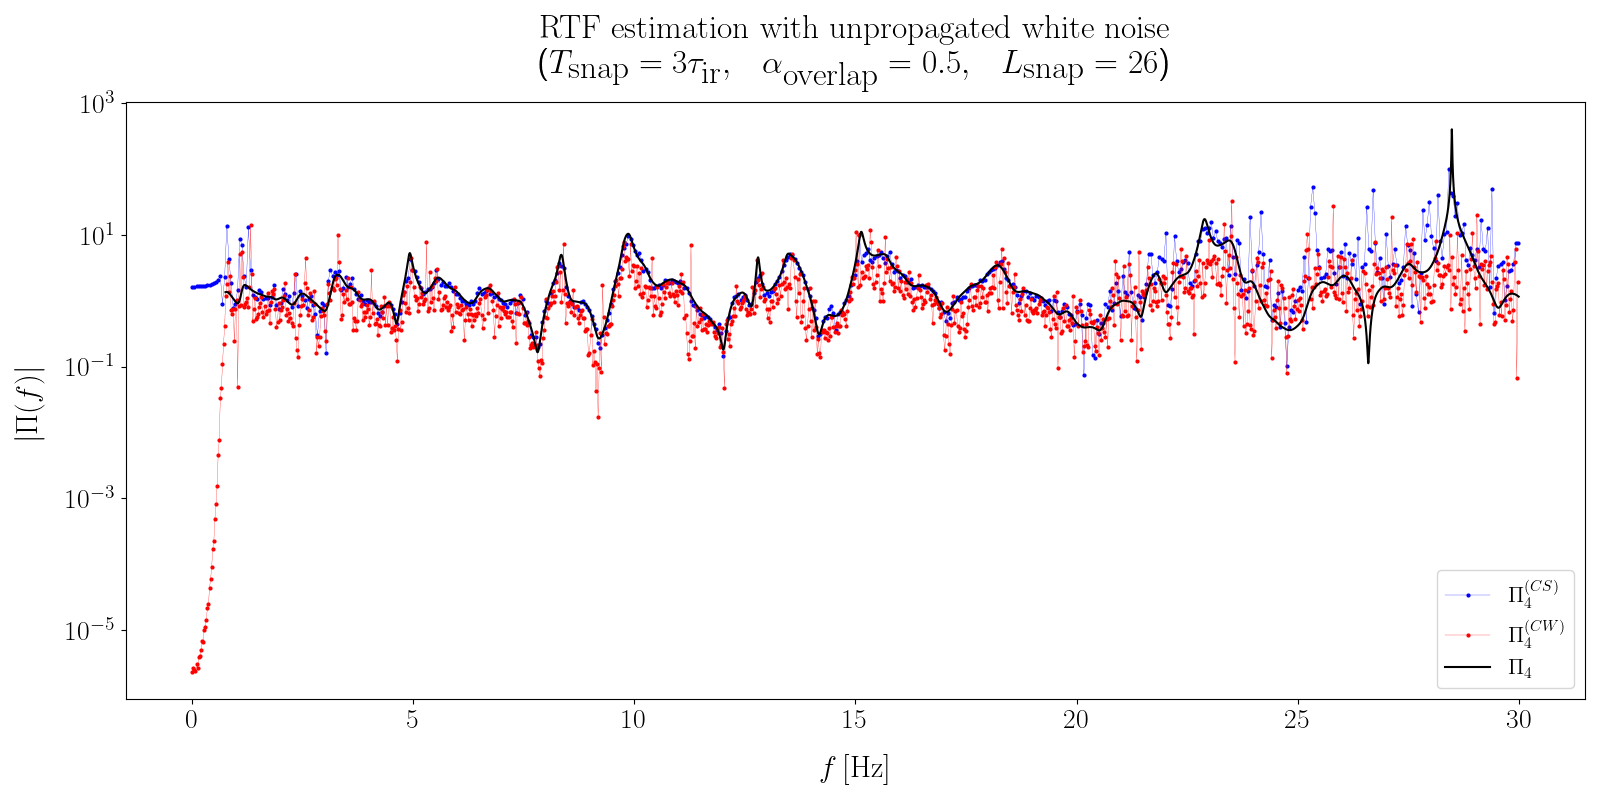 RTF estimation with unpropagated white noise
(T_snap = 3τ_ir, α_overlap = 0.5, L_snap = 26)
10^3
10^1
10^−1
10^−3
10^−5
|Π(f)|
0 5 10 15 20 25 30
f [Hz]
Π_4^(CS)
Π_4^(CW)
Π_4